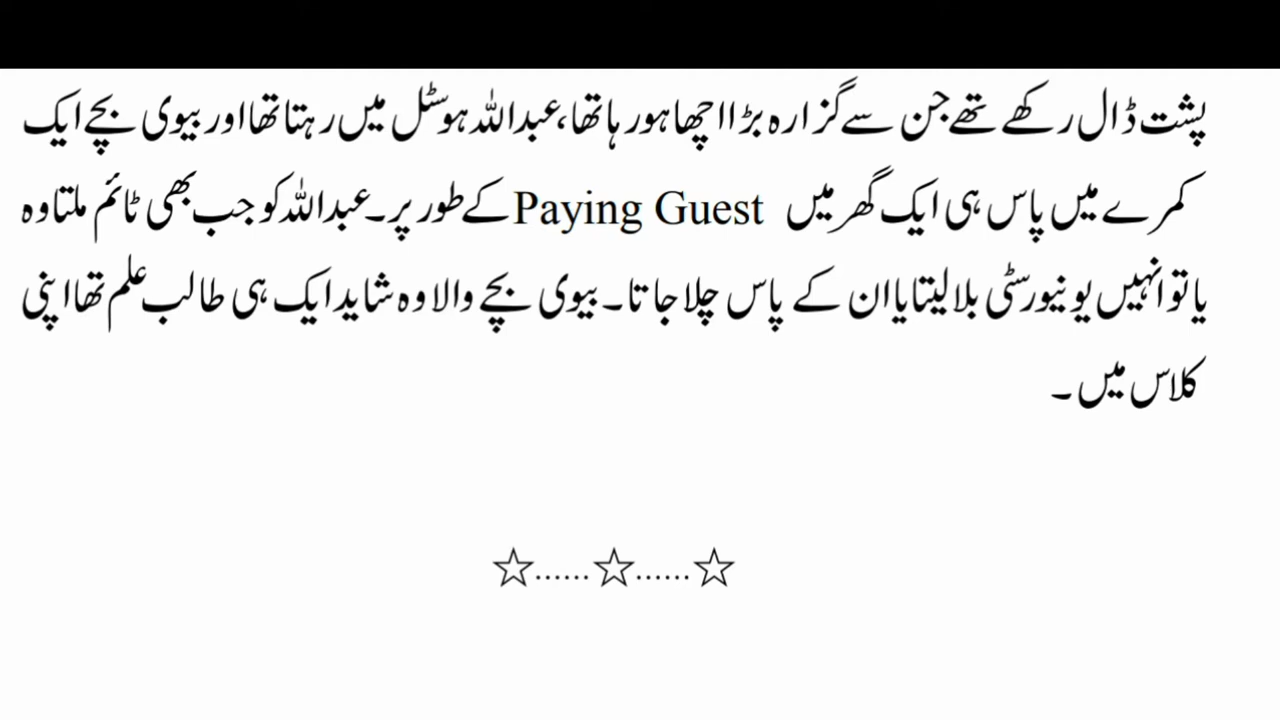 پشت ڈال رکھے تھے جن سے گزارہ بڑا اچھا ہو رہا تھا، عبداللہ ہوسٹل میں رہتا تھا اور بیوی بچے ایک
کمرے میں پاس ہی ایک گھر میں Paying Guest کے طور پر۔ عبداللہ کو جب بھی ٹائم ملتا وہ
یا تو انہیں یونیورسٹی بلا لیتا یا ان کے پاس چلا جاتا۔ بیوی بچے والا وہ شاید ایک ہی طالب علم تھا اپنی
کلاس میں۔
☆......☆......☆